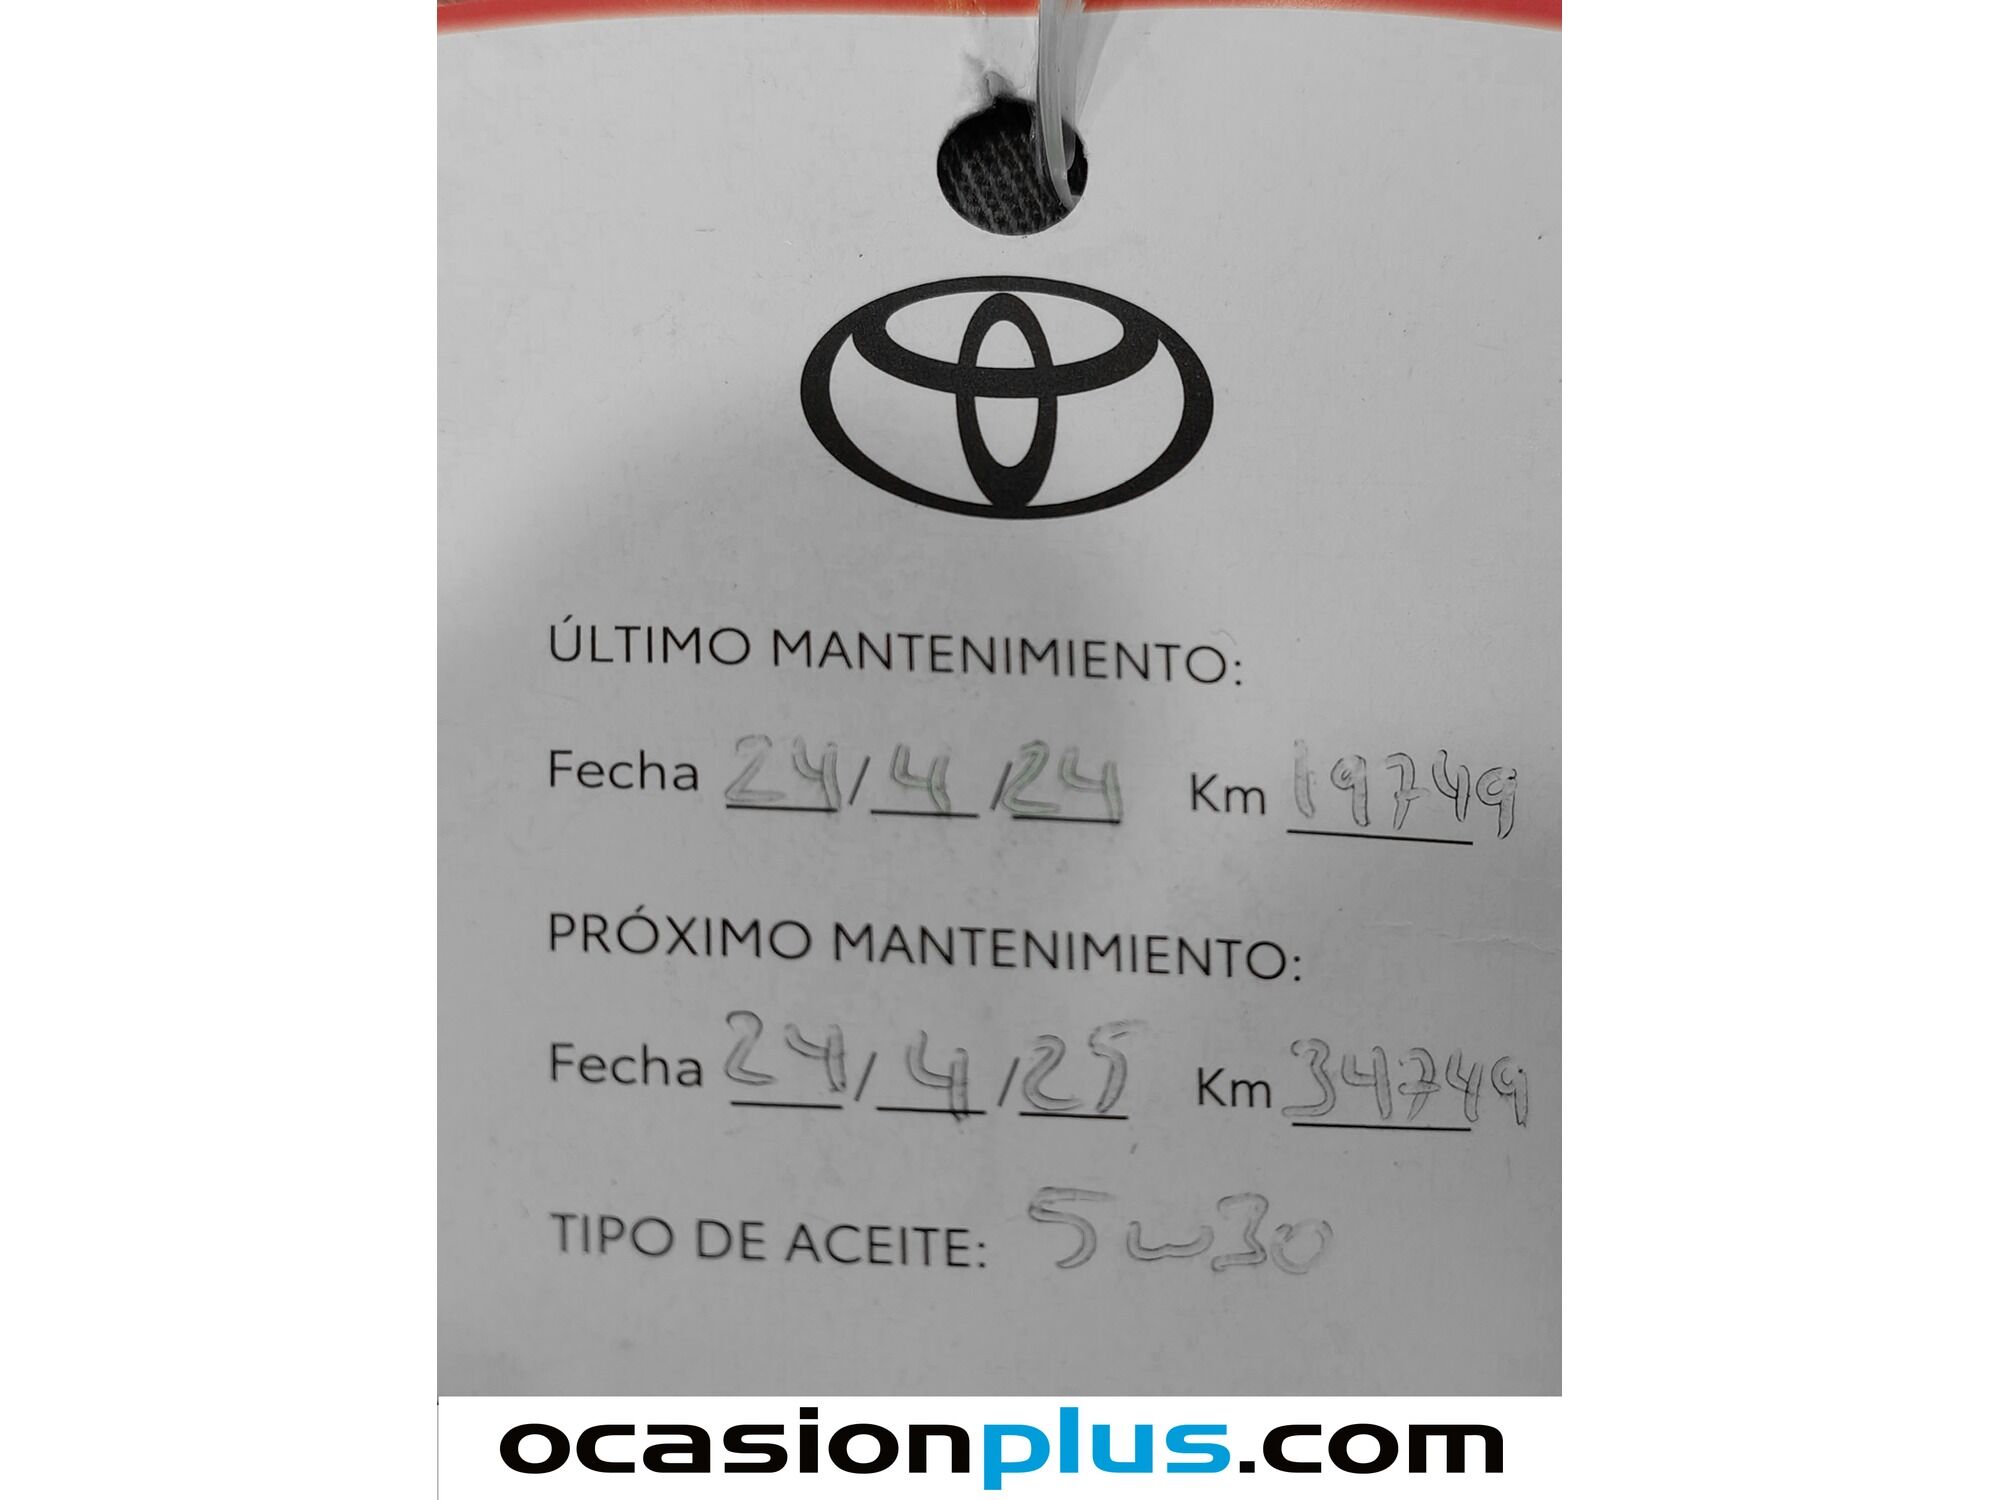 ÚLTIMO MANTENIMIENTO:
Fecha 24/4/24 Km 19749
PRÓXIMO MANTENIMIENTO:
Fecha 24/4/25 Km 34749
TIPO DE ACEITE: 5w30
ocasionplus.com